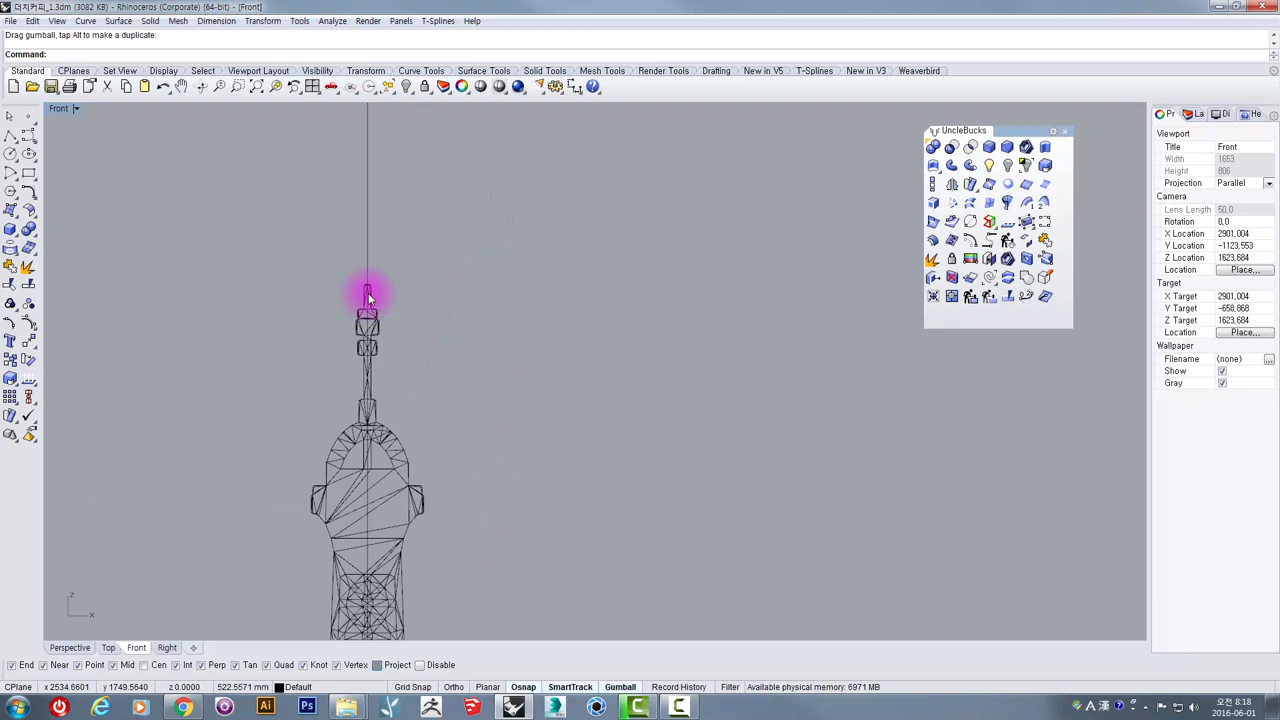 더치커피_1.3dm (3082 KB) - Rhinoceros (Corporate) (64-bit) - [Front]
File Edit View Curve Surface Solid Mesh Dimension Transform Tools Analyze Render Panels T-Splines Help
Drag gumball, tap Alt to make a duplicate:
Command:
Standard CPlanes Set View Display Select Viewport Layout Visibility Transform Curve Tools Surface Tools Solid Tools Mesh Tools Render Tools Drafting New in V5 T-Splines New in V3 Weaverbird
Front
UncleBucks
Pr La Di He
Viewport
Title Front
Width 1653
Height 806
Projection Parallel
Camera
Lens Length 50,0
Rotation 0,0
X Location 2901,004
Y Location -1123,553
Z Location 1623,684
Location Place...
Target
X Target 2901,004
Y Target -658,868
Z Target 1623,684
Location Place...
Wallpaper
Filename (none) ...
Show
Gray
z
x
Perspective Top Front Right
End Near Point Mid Cen Int Perp Tan Quad Knot Vertex Project Disable
CPlane x 2534.6601 y 1749.5640 z 0.0000 522.5571 mm Default Grid Snap Ortho Planar Osnap SmartTrack Gumball Record History Filter Available physical memory: 6971 MB
Ai Ps A 漢 오전 8:18
2016-06-01